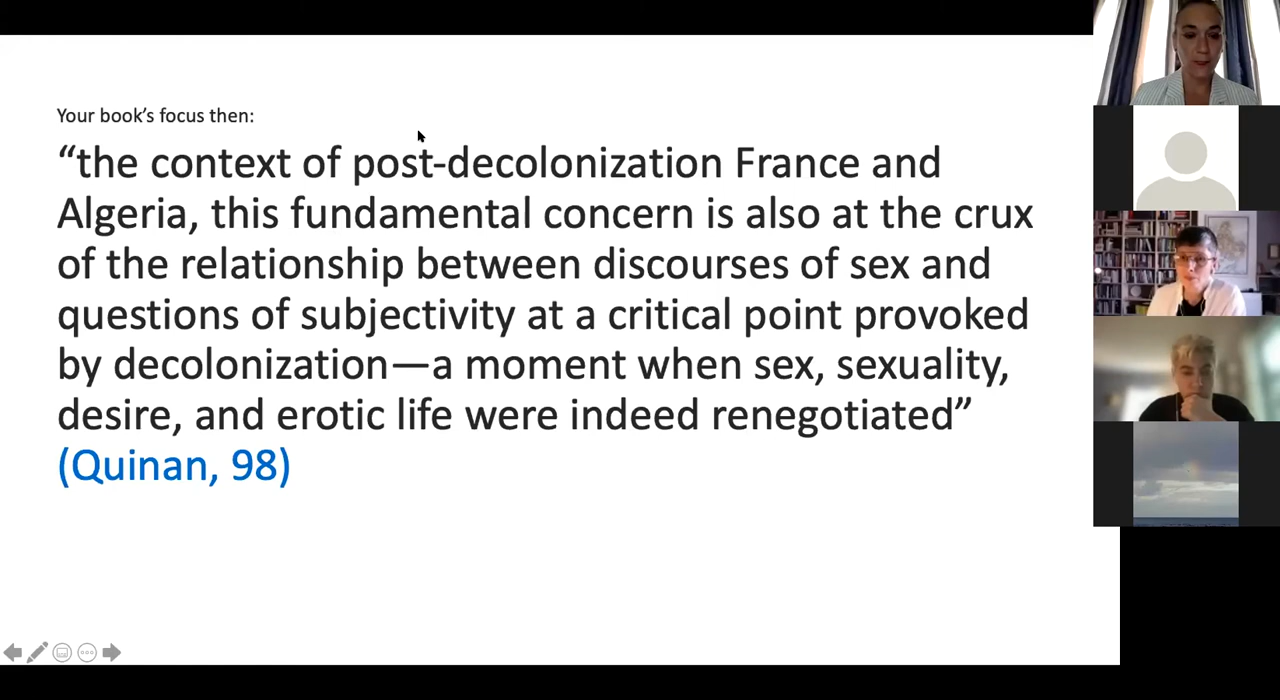 Your book’s focus then:
“the context of post-decolonization France and
Algeria, this fundamental concern is also at the crux
of the relationship between discourses of sex and
questions of subjectivity at a critical point provoked
by decolonization—a moment when sex, sexuality,
desire, and erotic life were indeed renegotiated”
(Quinan, 98)